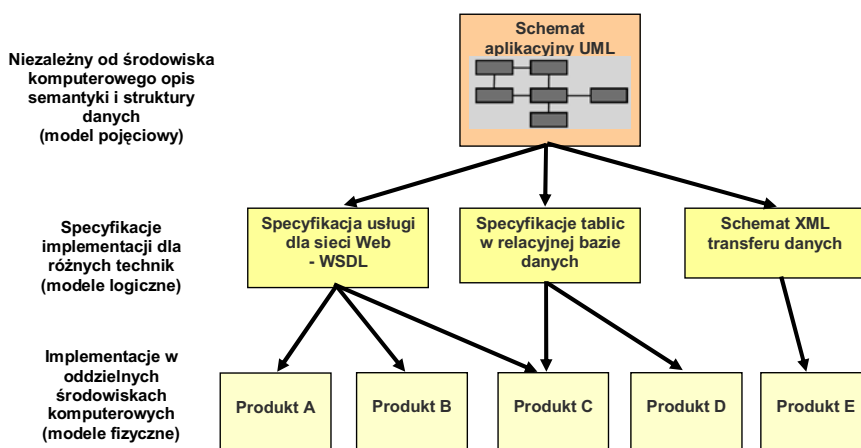 Schemat
aplikacyjny UML
Niezależny od środowiska
komputerowego opis
semantyki i struktury
danych
(model pojęciowy)
Specyfikacje
implementacji dla
różnych technik
(modele logiczne)
Specyfikacja usługi
dla sieci Web
- WSDL
Specyfikacje tablic
w relacyjnej bazie
danych
Schemat XML
transferu danych
Implementacje w
oddzielnych
środowiskach
komputerowych
(modele fizyczne)
Produkt A
Produkt B
Produkt C
Produkt D
Produkt E